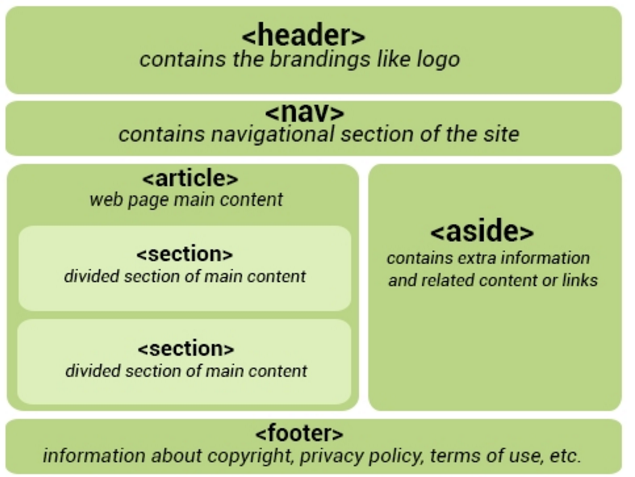 <header>
contains the brandings like logo
<nav>
contains navigational section of the site
<article>
web page main content
<section>
divided section of main content
<section>
divided section of main content
<aside>
contains extra information
and related content or links
<footer>
information about copyright, privacy policy, terms of use, etc.